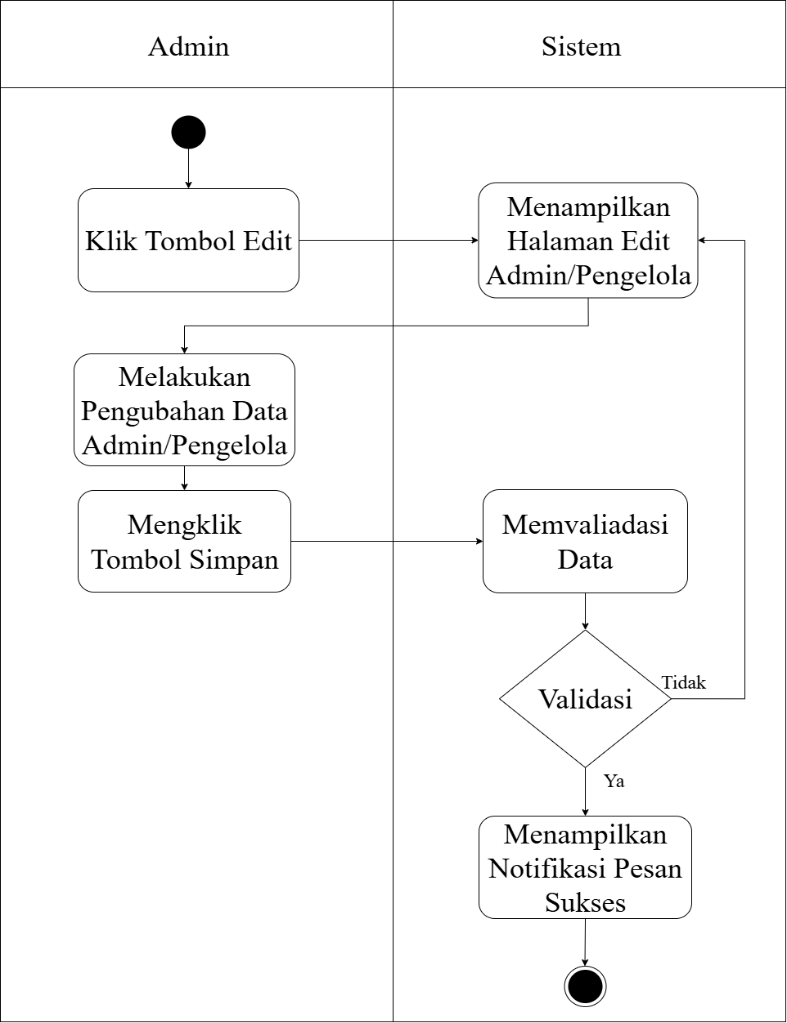 Admin
Sistem
Klik Tombol Edit
Menampilkan
Halaman Edit
Admin/Pengelola
Melakukan
Pengubahan Data
Admin/Pengelola
Mengklik
Tombol Simpan
Memvaliadasi
Data
Validasi
Tidak
Ya
Menampilkan
Notifikasi Pesan
Sukses